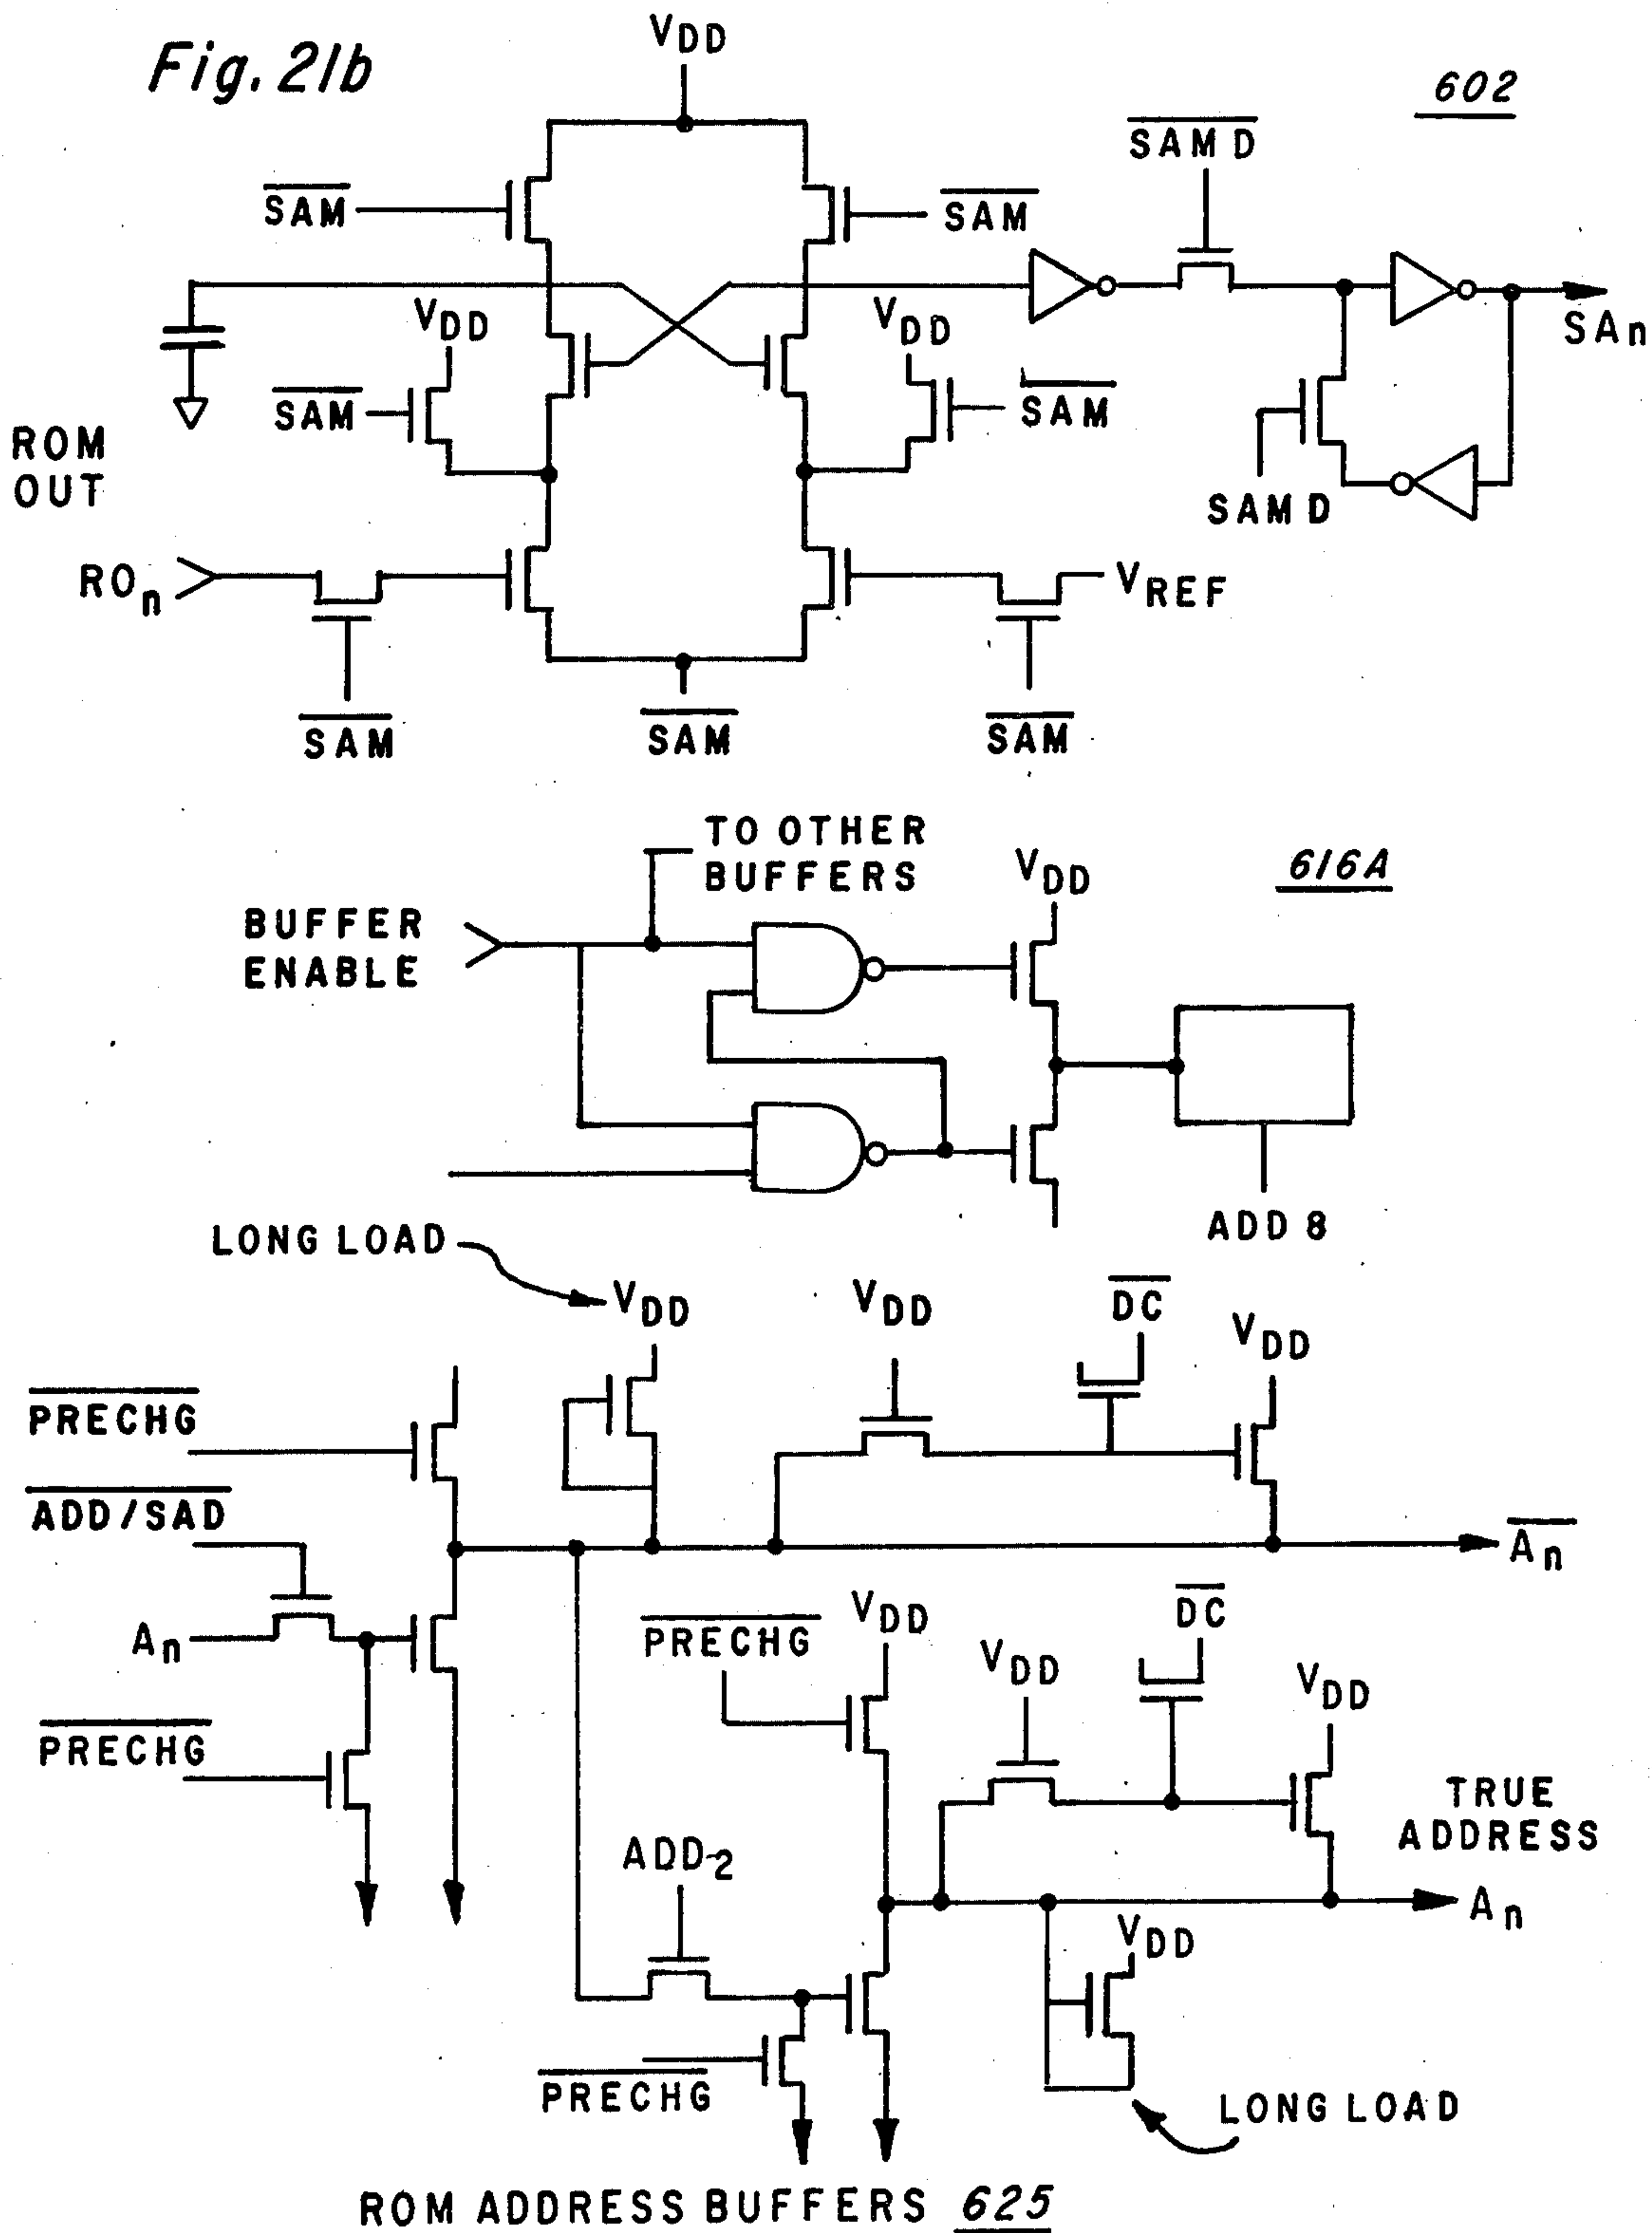 Fig. 21b
VDD
602
SAM D
SAM
SAM
VDD
VDD
SAn
SAM
SAM
ROM
OUT
SAM D
ROn
VREF
SAM
SAM
SAM
TO OTHER
BUFFERS
VDD
616A
BUFFER
ENABLE
ADD 8
LONG LOAD
VDD
VDD
DC
VDD
PRECHG
ADD/SAD
An
An
PRECHG
VDD
DC
PRECHG
VDD
VDD
TRUE
ADDRESS
ADD-2
An
VDD
PRECHG
LONG LOAD
ROM ADDRESS BUFFERS 625